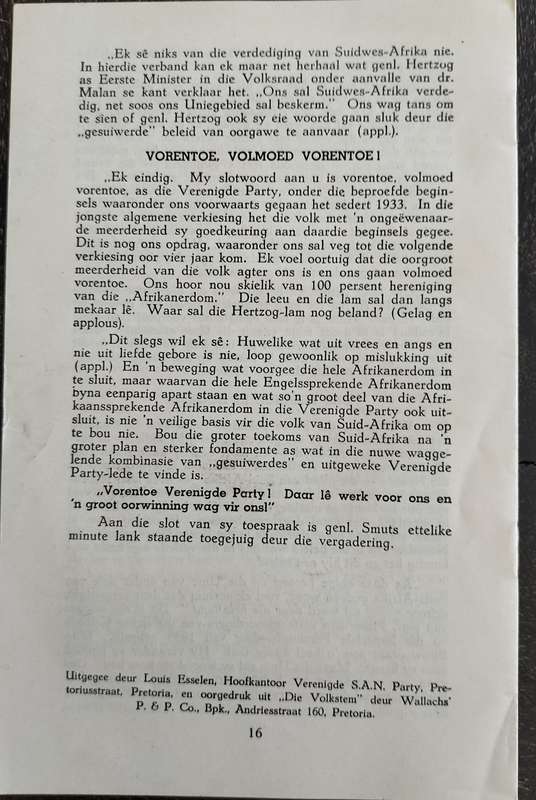 „Ek sê niks van die verdediging van Suidwes-Afrika nie.
In hierdie verband kan ek maar net herhaal wat genl. Hertzog
as Eerste Minister in die Volksraad onder aanvalle van dr.
Malan se kant verklaar het. „Ons sal Suidwes-Afrika verde-
dig, net soos ons Uniegebied sal beskerm." Ons wag tans om
te sien of genl. Hertzog ook sy eie woorde gaan sluk deur die
„gesuiwerde" beleid van oorgawe te aanvaar (appl.).
VORENTOE, VOLMOED VORENTOE!
„Ek eindig. My slotwoord aan u is vorentoe, volmoed
vorentoe, as die Verenigde Party, onder die beproefde begin-
sels waaronder ons voorwaarts gegaan het sedert 1933. In die
jongste algemene verkiesing het die volk met 'n ongeëwenaar-
de meerderheid sy goedkeuring aan daardie beginsels gegee.
Dit is nog ons opdrag, waaronder ons sal veg tot die volgende
verkiesing oor vier jaar kom. Ek voel oortuig dat die oorgroot
meerderheid van die volk agter ons is en ons gaan volmoed
vorentoe. Ons hoor nou skielik van 100 persent hereniging
van die „Afrikanerdom." Die leeu en die lam sal dan langs
mekaar lê. Waar sal die Hertzog-lam nog beland? (Gelag en
applous).
„Dit slegs wil ek sê: Huwelike wat uit vrees en angs en
nie uit liefde gebore is nie, loop gewoonlik op mislukking uit
(appl.) En 'n beweging wat voorgee die hele Afrikanerdom in
te sluit, maar waarvan die hele Engelssprekende Afrikanerdom
byna eenparig apart staan en wat so'n groot deel van die Afri-
kaanssprekende Afrikanerdom in die Verenigde Party ook uit-
sluit, is nie 'n veilige basis vir die volk van Suid-Afrika om op
te bou nie. Bou die groter toekoms van Suid-Afrika na 'n
groter plan en sterker fondamente as wat in die nuwe wagge-
lende kombinasie van „gesuiwerdes" en uitgeweke Verenigde
Party-lede te vinde is.
„Vorentoe Verenigde Party! Daar lê werk voor ons en
'n groot oorwinning wag vir ons!"
Aan die slot van sy toespraak is genl. Smuts ettelike
minute lank staande toegejuig deur die vergadering.
Uitgegee deur Louis Esselen, Hoofkantoor Verenigde S.A.N. Party, Pre-
toriusstraat, Pretoria, en oorgedruk uit „Die Volkstem" deur Wallachs'
P. & P. Co., Bpk., Andriesstraat 160, Pretoria.
16